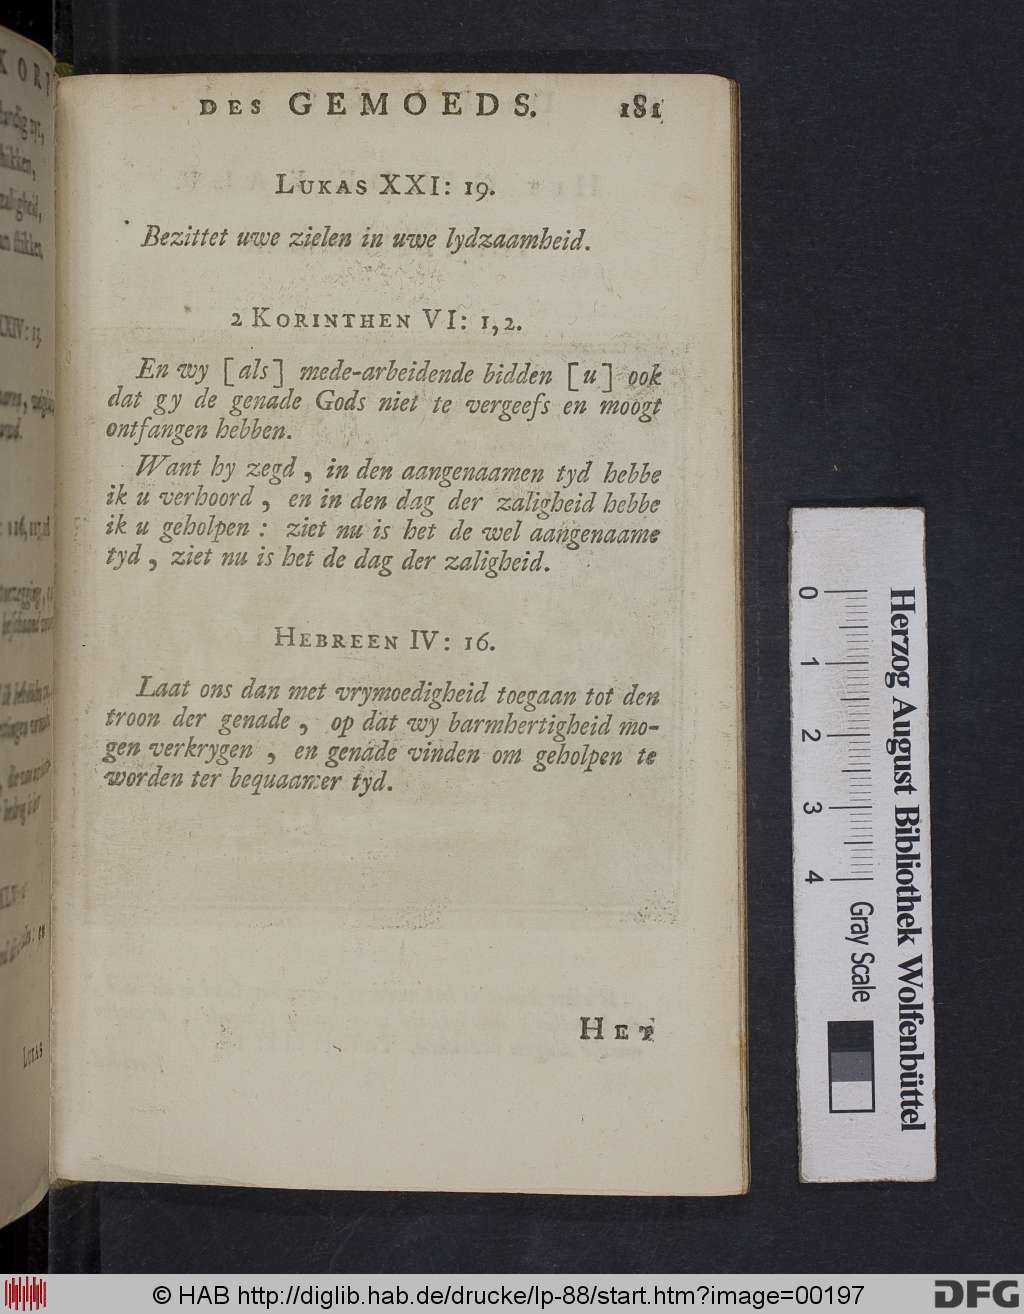 DES GEMOEDS. 181
LUKAS XXI: 19.
Bezittet uwe zielen in uwe lydzaamheid.
2 KORINTHEN VI: 1,2.
En wy [als] mede-arbeidende bidden [u] ook
dat gy de genade Gods niet te vergeefs en moogt
ontfangen hebben.
Want hy zegd, in den aangenaamen tyd hebbe
ik u verhoord, en in den dag der zaligheid hebbe
ik u geholpen: ziet nu is het de wel aangenaame
tyd, ziet nu is het de dag der zaligheid.
HEBREEN IV: 16.
Laat ons dan met vrymoedigheid toegaan tot den
troon der genade, op dat wy barmhertigheid mo-
gen verkrygen, en genade vinden om geholpen te
worden ter bequaamer tyd.
HET
LUKAS
Herzog August Bibliothek Wolfenbüttel
0 1 2 3 4 Gray Scale
© HAB http://diglib.hab.de/drucke/lp-88/start.htm?image=00197
DFG